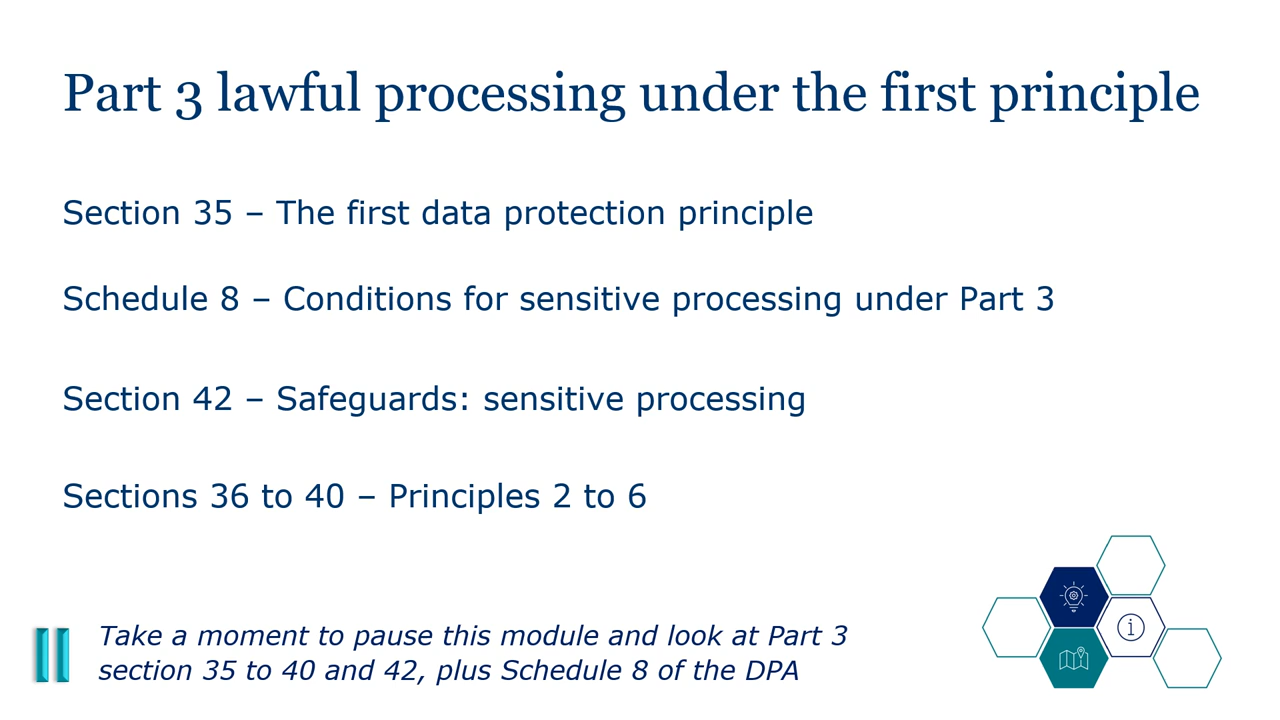 Part 3 lawful processing under the first principle
Section 35 – The first data protection principle
Schedule 8 – Conditions for sensitive processing under Part 3
Section 42 – Safeguards: sensitive processing
Sections 36 to 40 – Principles 2 to 6
Take a moment to pause this module and look at Part 3
section 35 to 40 and 42, plus Schedule 8 of the DPA